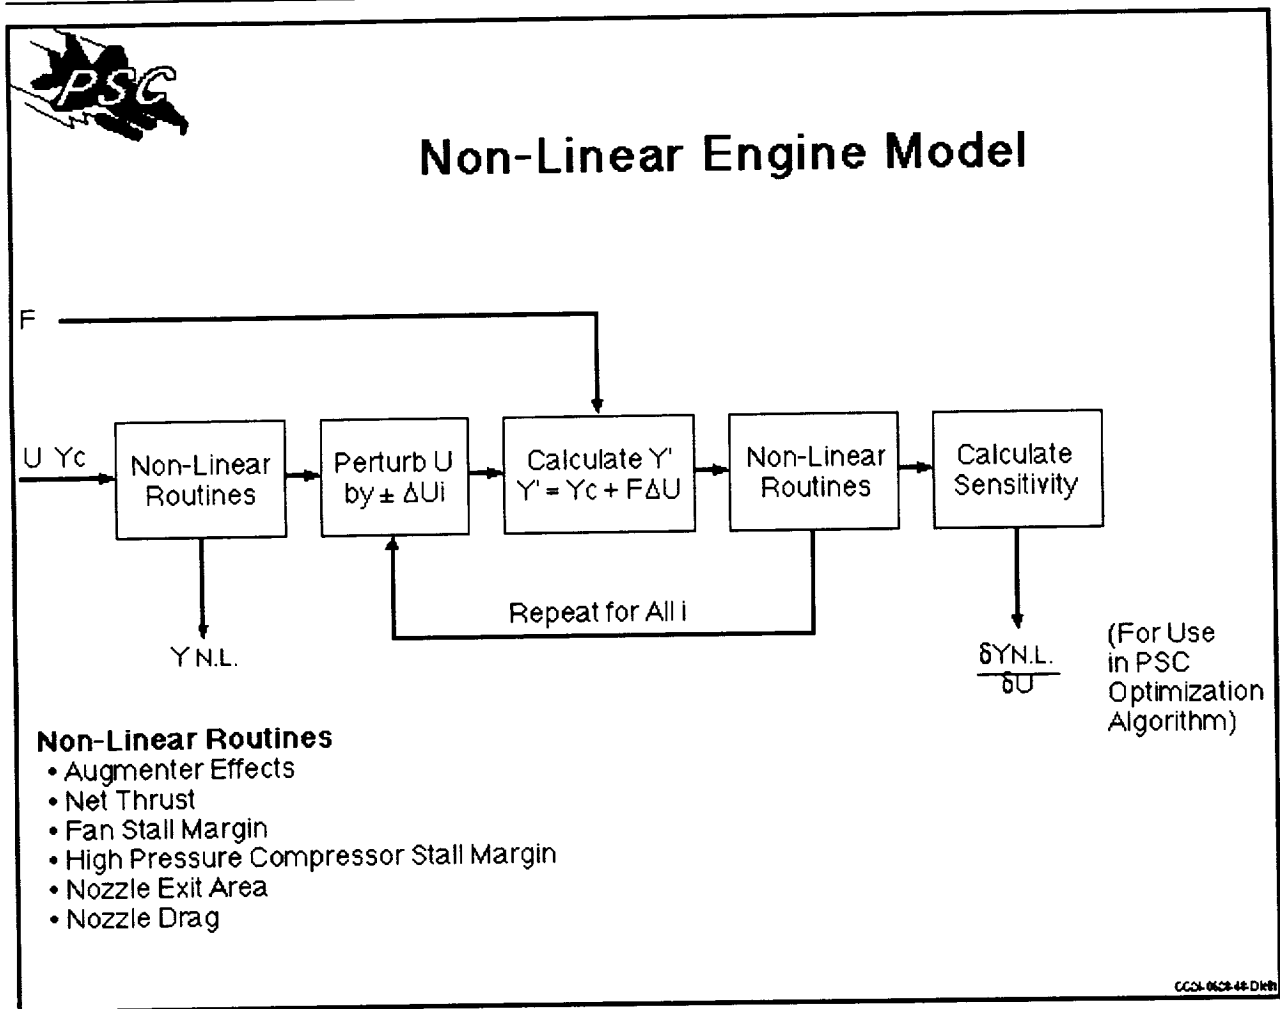 PSC
Non-Linear Engine Model
F
U Yc
Non-Linear
Routines
Perturb U
by ± ΔUi
Calculate Y'
Y' = Yc + FΔU
Non-Linear
Routines
Calculate
Sensitivity
Repeat for All i
Y N.L.
δYN.L.
δU
(For Use
in PSC
Optimization
Algorithm)
Non-Linear Routines
• Augmenter Effects
• Net Thrust
• Fan Stall Margin
• High Pressure Compressor Stall Margin
• Nozzle Exit Area
• Nozzle Drag